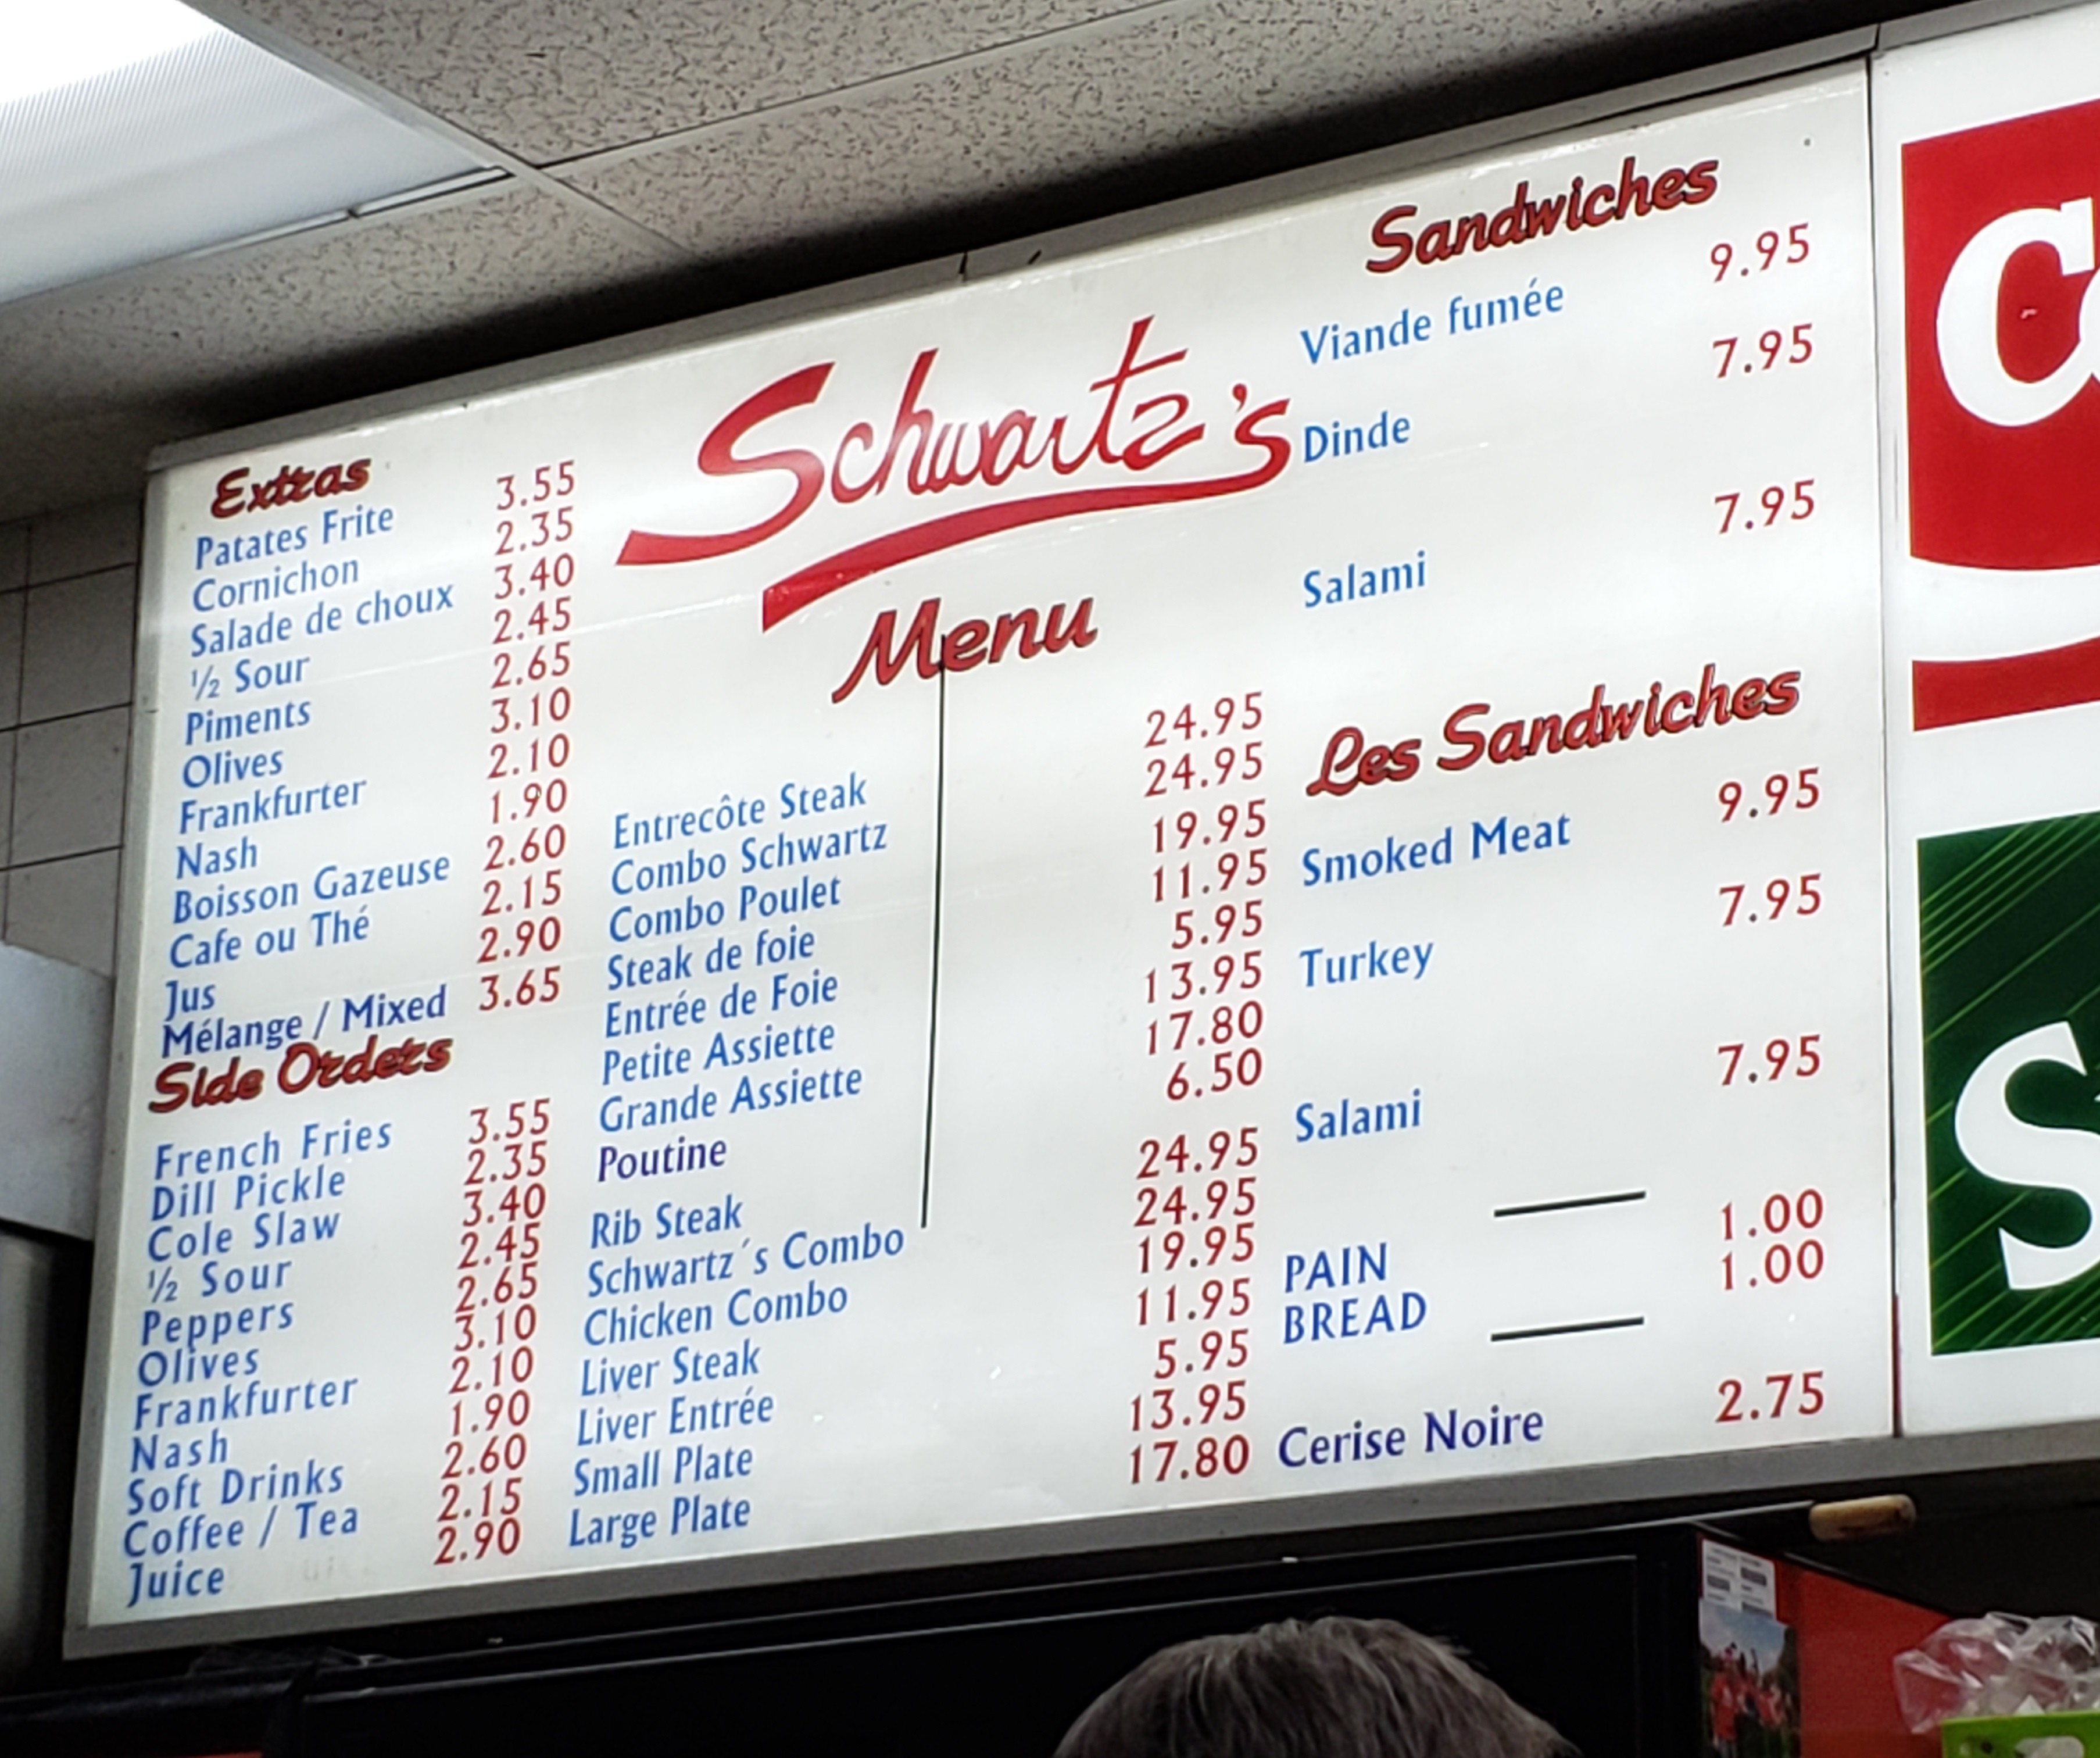 Extras
Patates Frite 3.55
Cornichon 2.35
Salade de choux 3.40
½ Sour 2.45
Piments 2.65
Olives 3.10
Frankfurter 2.10
Nash 1.90
Boisson Gazeuse 2.60
Cafe ou Thé 2.15
Jus 2.90
Mélange / Mixed 3.65
Side Orders
French Fries 3.55
Dill Pickle 2.35
Cole Slaw 3.40
½ Sour 2.45
Peppers 2.65
Olives 3.10
Frankfurter 2.10
Nash 1.90
Soft Drinks 2.60
Coffee / Tea 2.15
Juice 2.90
Schwartz's
Menu
Entrecôte Steak 24.95
Combo Schwartz 24.95
Combo Poulet 19.95
Steak de foie 11.95
Entrée de Foie 5.95
Petite Assiette 13.95
Grande Assiette 17.80
Poutine 6.50
Rib Steak 24.95
Schwartz´s Combo 24.95
Chicken Combo 19.95
Liver Steak 11.95
Liver Entrée 5.95
Small Plate 13.95
Large Plate 17.80
Sandwiches
Viande fumée 9.95
Dinde 7.95
Salami 7.95
Les Sandwiches
Smoked Meat 9.95
Turkey 7.95
Salami 7.95
PAIN 1.00
BREAD 1.00
Cerise Noire 2.75